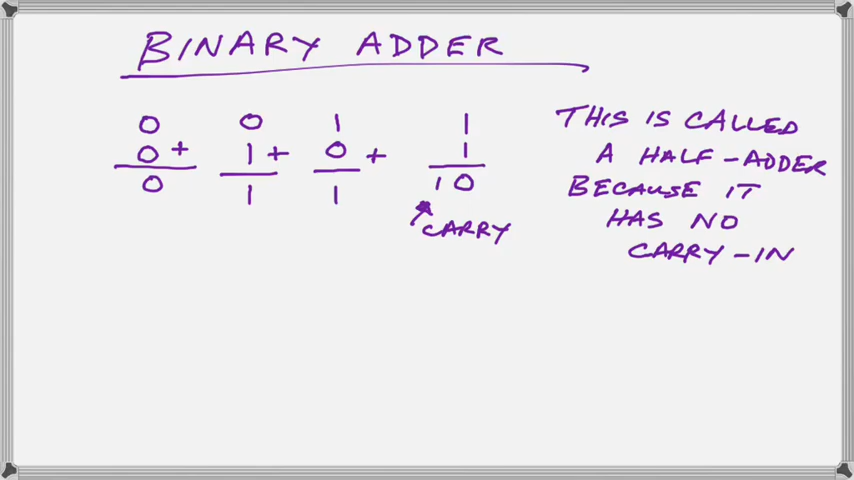 BINARY ADDER
0 0 1 1
0 + 1 + 0 + 1
0 1 1 10
CARRY
THIS IS CALLED
A HALF-ADDER
BECAUSE IT
HAS NO
CARRY-IN